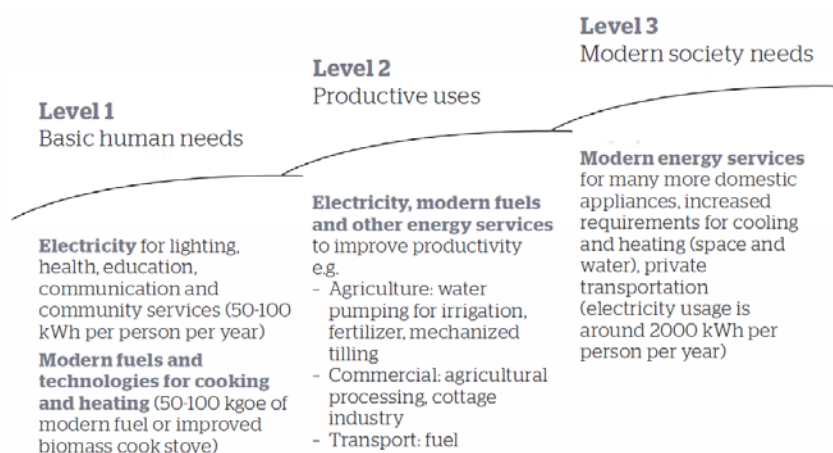 Level 1
Basic human needs
Electricity for lighting,
health, education,
communication and
community services (50-100
kWh per person per year)
Modern fuels and
technologies for cooking
and heating (50-100 kgoe of
modern fuel or improved
biomass cook stove)
Level 2
Productive uses
Electricity, modern fuels
and other energy services
to improve productivity
e.g.
- Agriculture: water
pumping for irrigation,
fertilizer, mechanized
tilling
- Commercial: agricultural
processing, cottage
industry
- Transport: fuel
Level 3
Modern society needs
Modern energy services
for many more domestic
appliances, increased
requirements for cooling
and heating (space and
water), private
transportation
(electricity usage is
around 2000 kWh per
person per year)